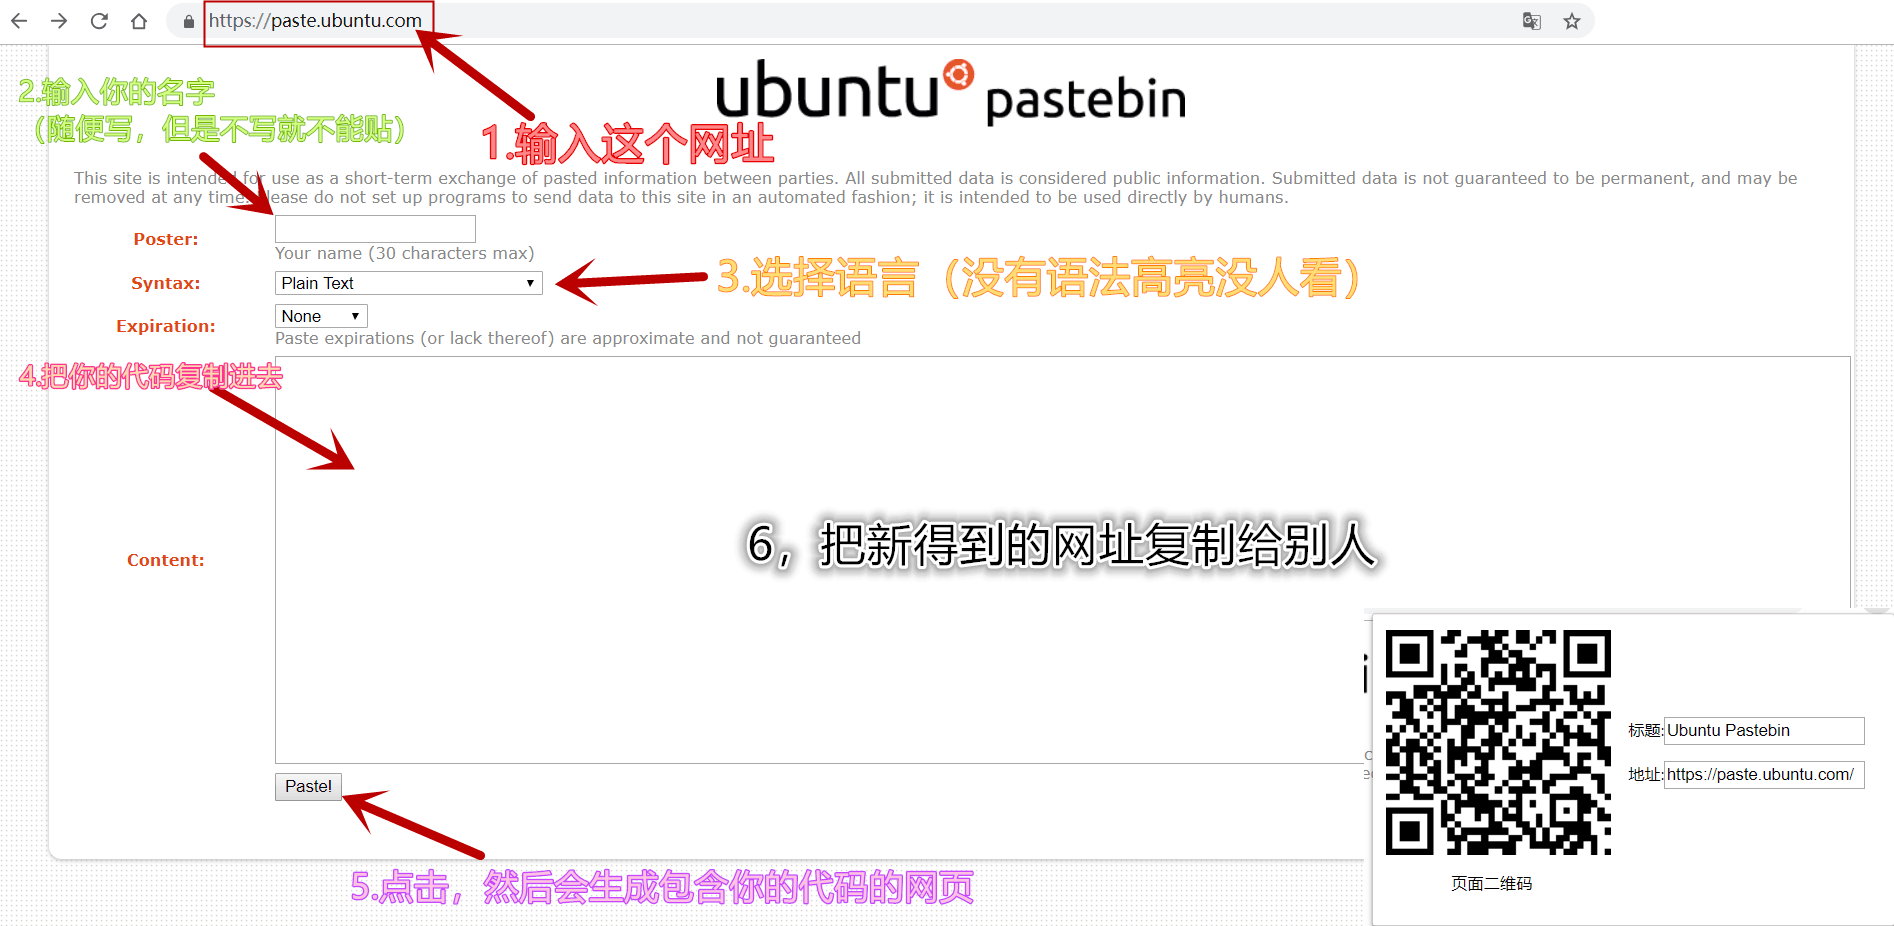 https://paste.ubuntu.com
ubuntu pastebin
2.输入你的名字
（随便写，但是不写就不能贴）
1.输入这个网址
This site is intended for use as a short-term exchange of pasted information between parties. All submitted data is considered public information. Submitted data is not guaranteed to be permanent, and may be
removed at any time. Please do not set up programs to send data to this site in an automated fashion; it is intended to be used directly by humans.
Poster:
Your name (30 characters max)
Syntax:
Plain Text
3.选择语言（没有语法高亮没人看）
Expiration:
None
Paste expirations (or lack thereof) are approximate and not guaranteed
4.把你的代码复制进去
Content:
6，把新得到的网址复制给别人
标题:Ubuntu Pastebin
地址:https://paste.ubuntu.com/
Paste!
5.点击，然后会生成包含你的代码的网页
页面二维码